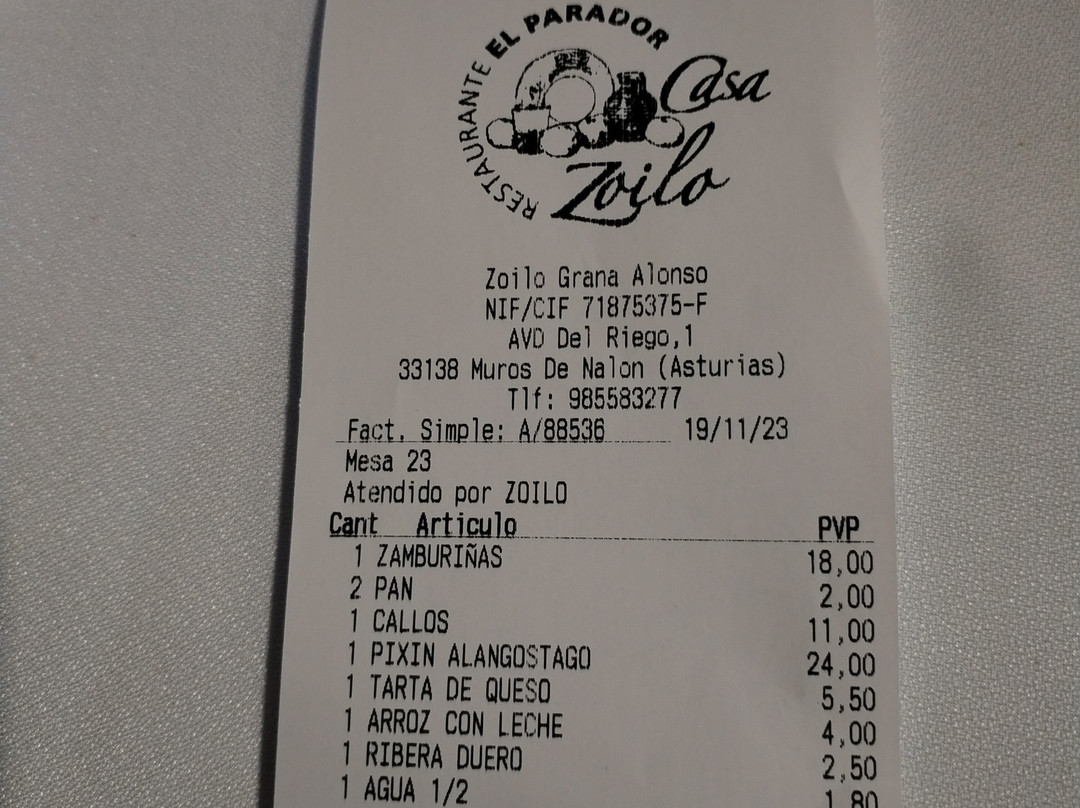 RESTAURANTE EL PARADOR
Casa
Zoilo
Zoilo Grana Alonso
NIF/CIF 71875375-F
AVD Del Riego,1
33138 Muros De Nalon (Asturias)
Tlf: 985583277
Fact. Simple: A/88536 19/11/23
Mesa 23
Atendido por ZOILO
Cant Articulo PVP
1 ZAMBURIÑAS 18,00
2 PAN 2,00
1 CALLOS 11,00
1 PIXIN ALANGOSTAGO 24,00
1 TARTA DE QUESO 5,50
1 ARROZ CON LECHE 4,00
1 RIBERA DUERO 2,50
1 AGUA 1/2 1,80